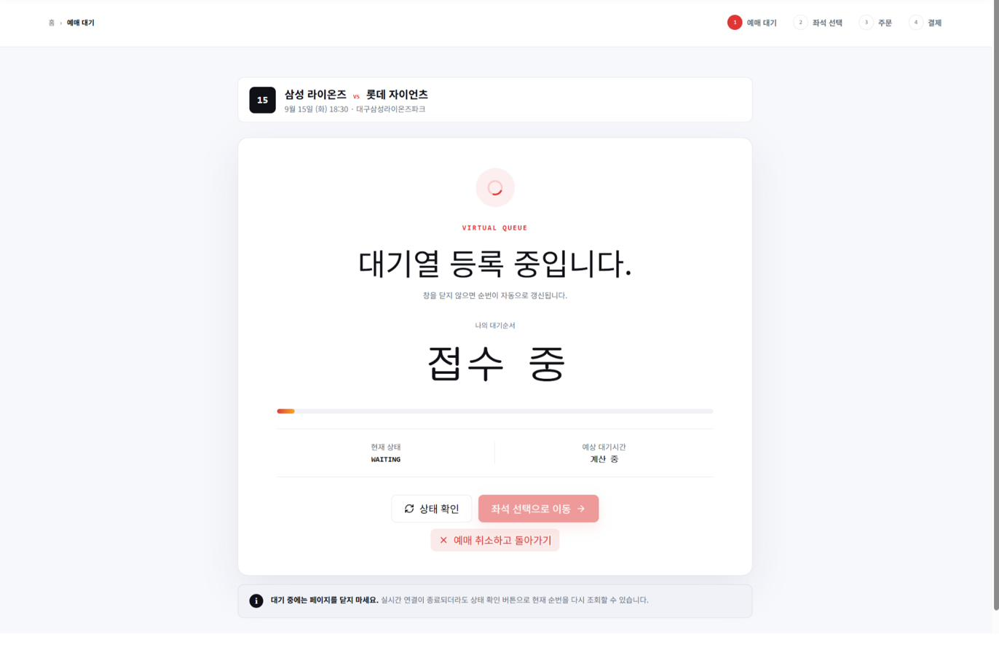 홈 › 예매 대기
1 예매 대기 2 좌석 선택 3 주문 4 결제
15
삼성 라이온즈 vs 롯데 자이언츠
9월 15일 (화) 18:30 · 대구삼성라이온즈파크
VIRTUAL QUEUE
대기열 등록 중입니다.
창을 닫지 않으면 순번이 자동으로 갱신됩니다.
나의 대기순서
접수 중
현재 상태
WAITING
예상 대기시간
계산 중
상태 확인
좌석 선택으로 이동 →
× 예매 취소하고 돌아가기
i 대기 중에는 페이지를 닫지 마세요. 실시간 연결이 종료되더라도 상태 확인 버튼으로 현재 순번을 다시 조회할 수 있습니다.